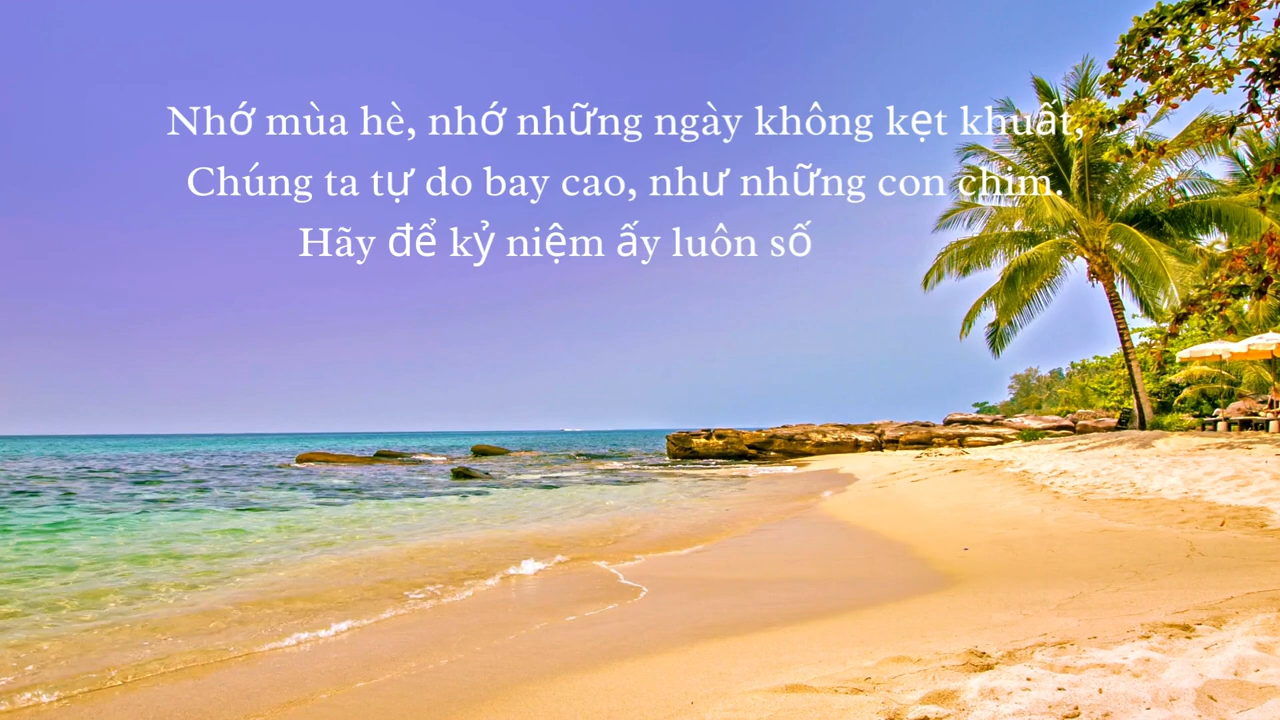 Nhớ mùa hè, nhớ những ngày không kẹt khuất,
Chúng ta tự do bay cao, như những con chim.
Hãy để kỷ niệm ấy luôn số